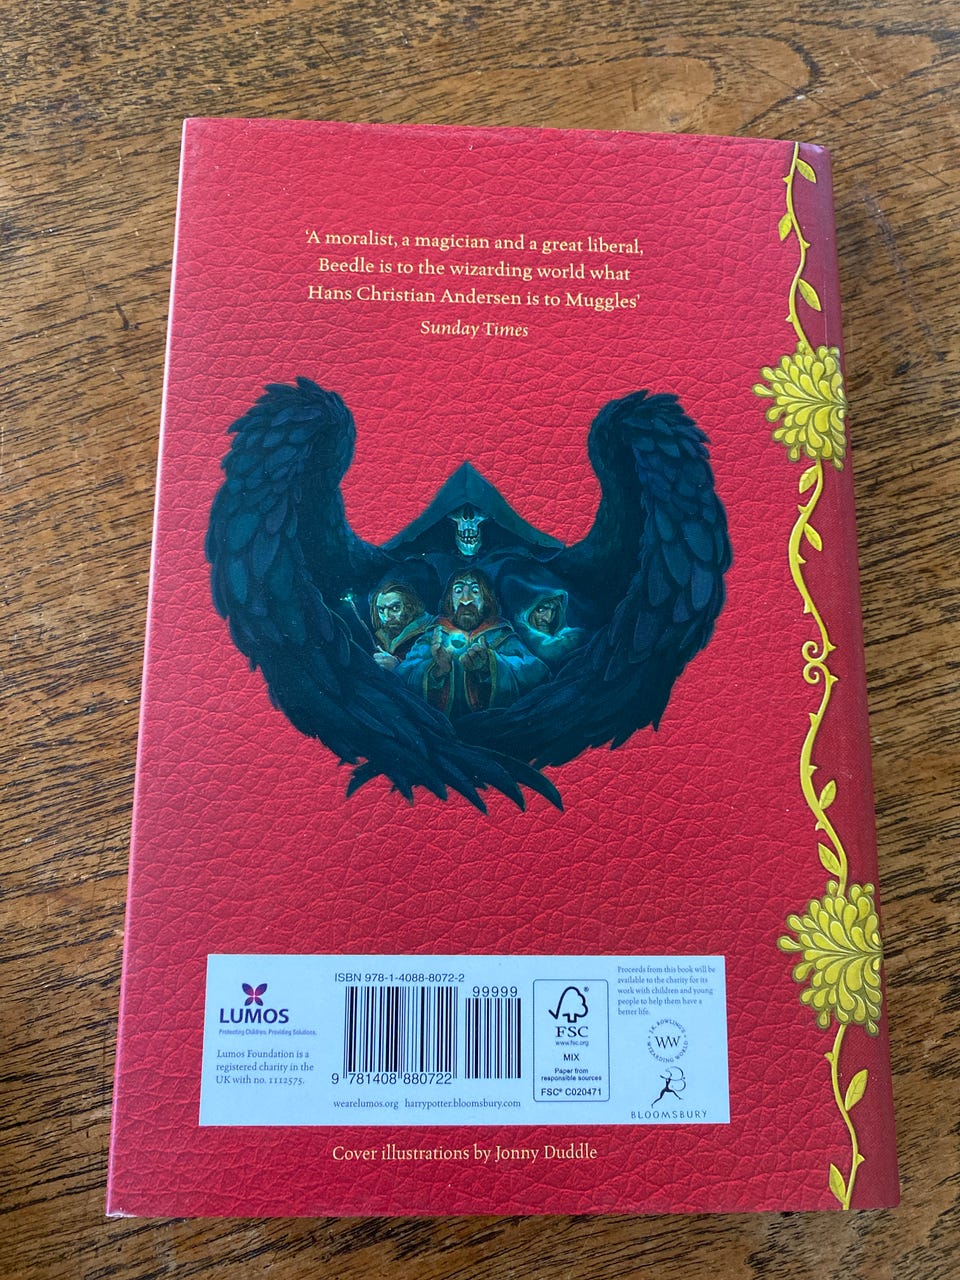 ‘A moralist, a magician and a great liberal,
Beedle is to the wizarding world what
Hans Christian Andersen is to Muggles’
Sunday Times
LUMOS
Protecting Children. Providing Solutions.
Lumos Foundation is a
registered charity in the
UK with no. 1112575.
ISBN 978-1-4088-8072-2
99999
9 781408 880722
wearelumos.org harrypotter.bloomsbury.com
FSC®
www.fsc.org
MIX
Paper from
responsible sources
FSC® C020471
Proceeds from this book will be
available to the charity for its
work with children and young
people to help them have a
better life.
J.K. ROWLING'S
WIZARDING WORLD
WW
BLOOMSBURY
Cover illustrations by Jonny Duddle